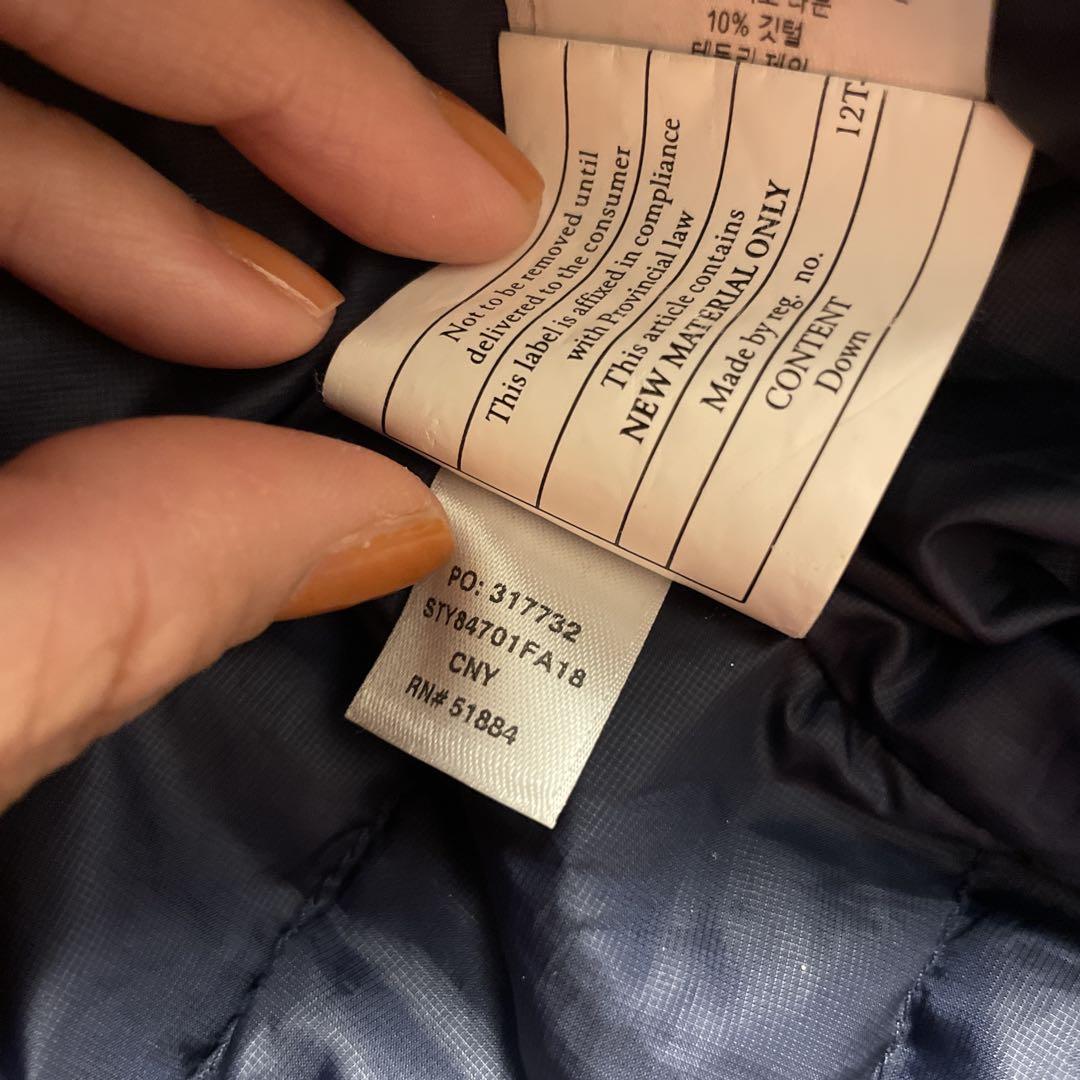 10% 깃털
Not to be removed until
delivered to the consumer
This label is affixed in compliance
with Provincial law
This article contains
NEW MATERIAL ONLY
Made by reg. no.
12T-
CONTENT
Down
PO: 317732
STY84701FA18
CNY
RN# 51884